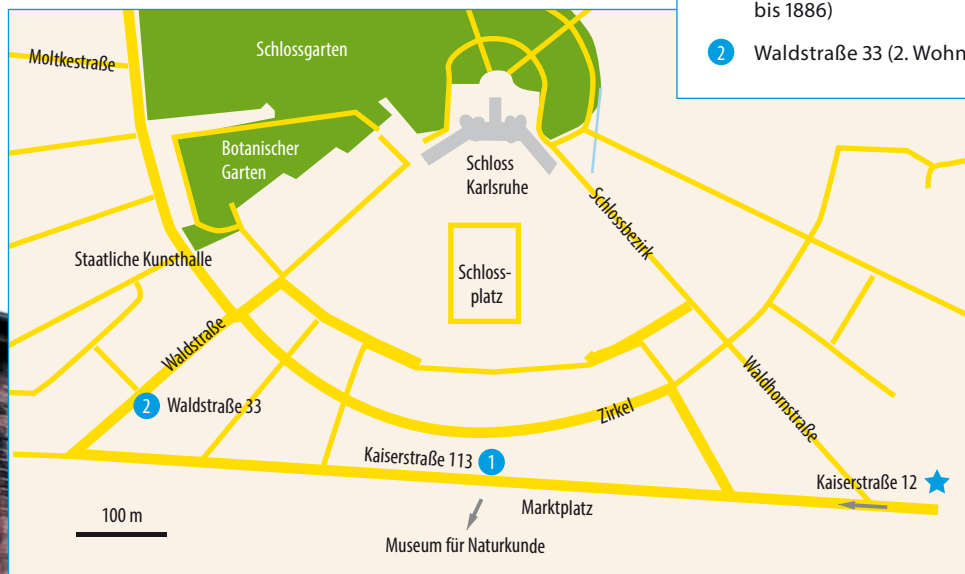 bis 1886)
2 Waldstraße 33 (2. Wohn
Moltkestraße
Schlossgarten
Botanischer
Garten
Schloss
Karlsruhe
Schlossbezirk
Staatliche Kunsthalle
Schloss-
platz
Waldstraße
2 Waldstraße 33
Zirkel
Waldhornstraße
Kaiserstraße 113 1
Kaiserstraße 12
Marktplatz
100 m
Museum für Naturkunde